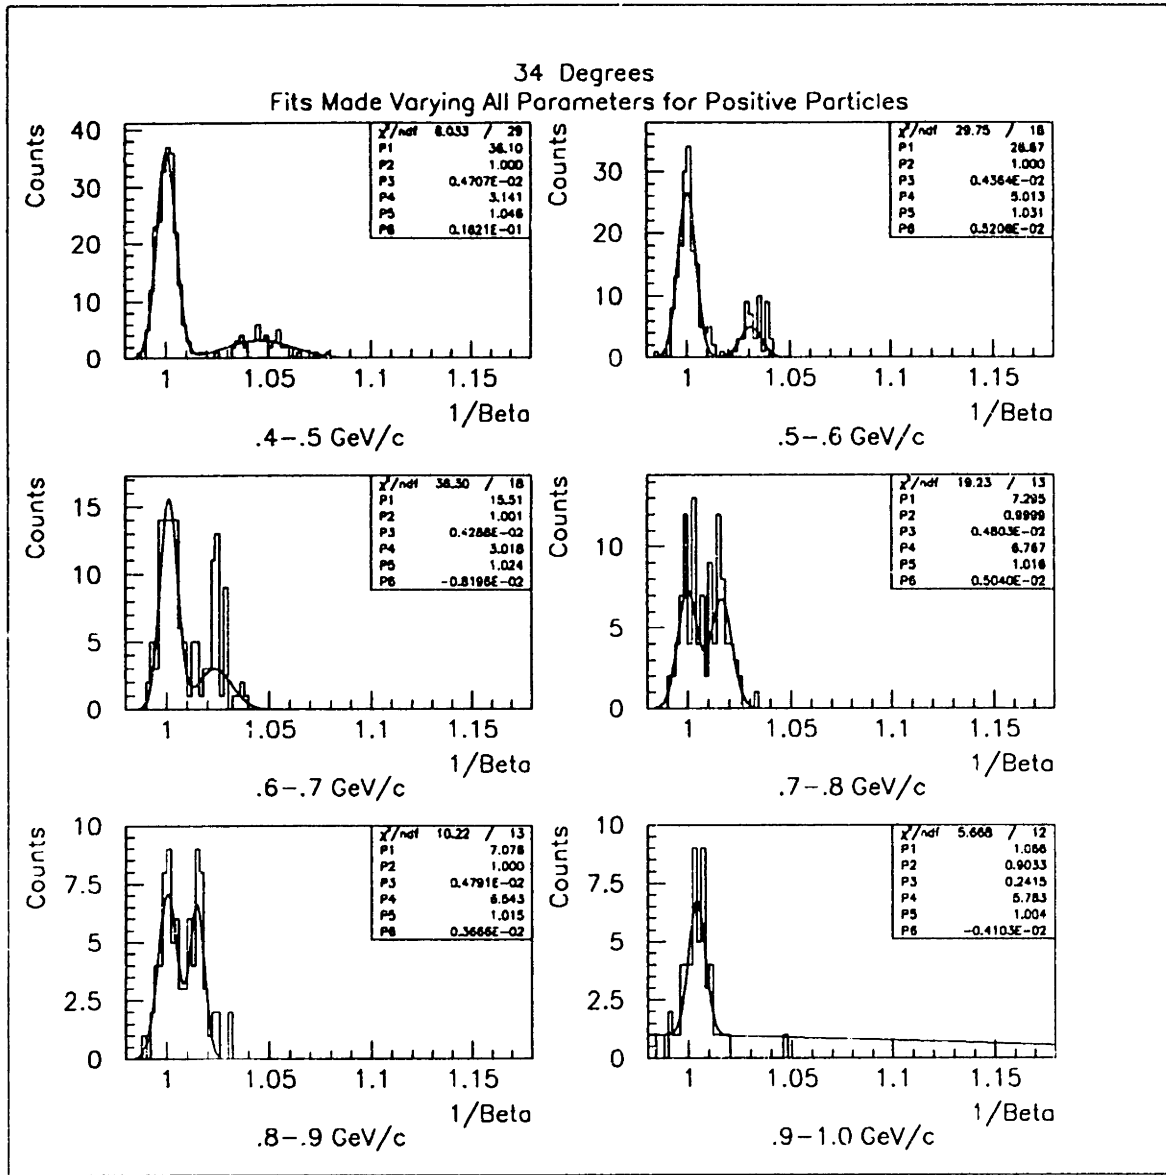 34 Degrees
Fits Made Varying All Parameters for Positive Particles
Counts
40
30
20
10
0
1
1.05
1.1
1.15
1/Beta
.4-.5 GeV/c
χ²/ndf 6.033 / 29
P1 36.10
P2 1.000
P3 0.4707E-02
P4 3.141
P5 1.046
P6 0.1621E-01
Counts
30
20
10
0
1
1.05
1.1
1.15
1/Beta
.5-.6 GeV/c
χ²/ndf 29.75 / 18
P1 26.67
P2 1.000
P3 0.4364E-02
P4 5.013
P5 1.031
P6 0.5206E-02
Counts
15
10
5
0
1
1.05
1.1
1.15
1/Beta
.6-.7 GeV/c
χ²/ndf 36.30 / 18
P1 15.51
P2 1.001
P3 0.4286E-02
P4 3.018
P5 1.024
P6 -0.8196E-02
Counts
10
5
0
1
1.05
1.1
1.15
1/Beta
.7-.8 GeV/c
χ²/ndf 19.23 / 13
P1 7.295
P2 0.9999
P3 0.4803E-02
P4 6.767
P5 1.016
P6 0.5040E-02
Counts
10
7.5
5
2.5
0
1
1.05
1.1
1.15
1/Beta
.8-.9 GeV/c
χ²/ndf 10.22 / 13
P1 7.076
P2 1.000
P3 0.4791E-02
P4 6.643
P5 1.015
P6 0.3666E-02
Counts
10
7.5
5
2.5
0
1
1.05
1.1
1.15
1/Beta
.9-1.0 GeV/c
χ²/ndf 5.668 / 12
P1 1.066
P2 0.9033
P3 0.2415
P4 5.783
P5 1.004
P6 -0.4103E-02